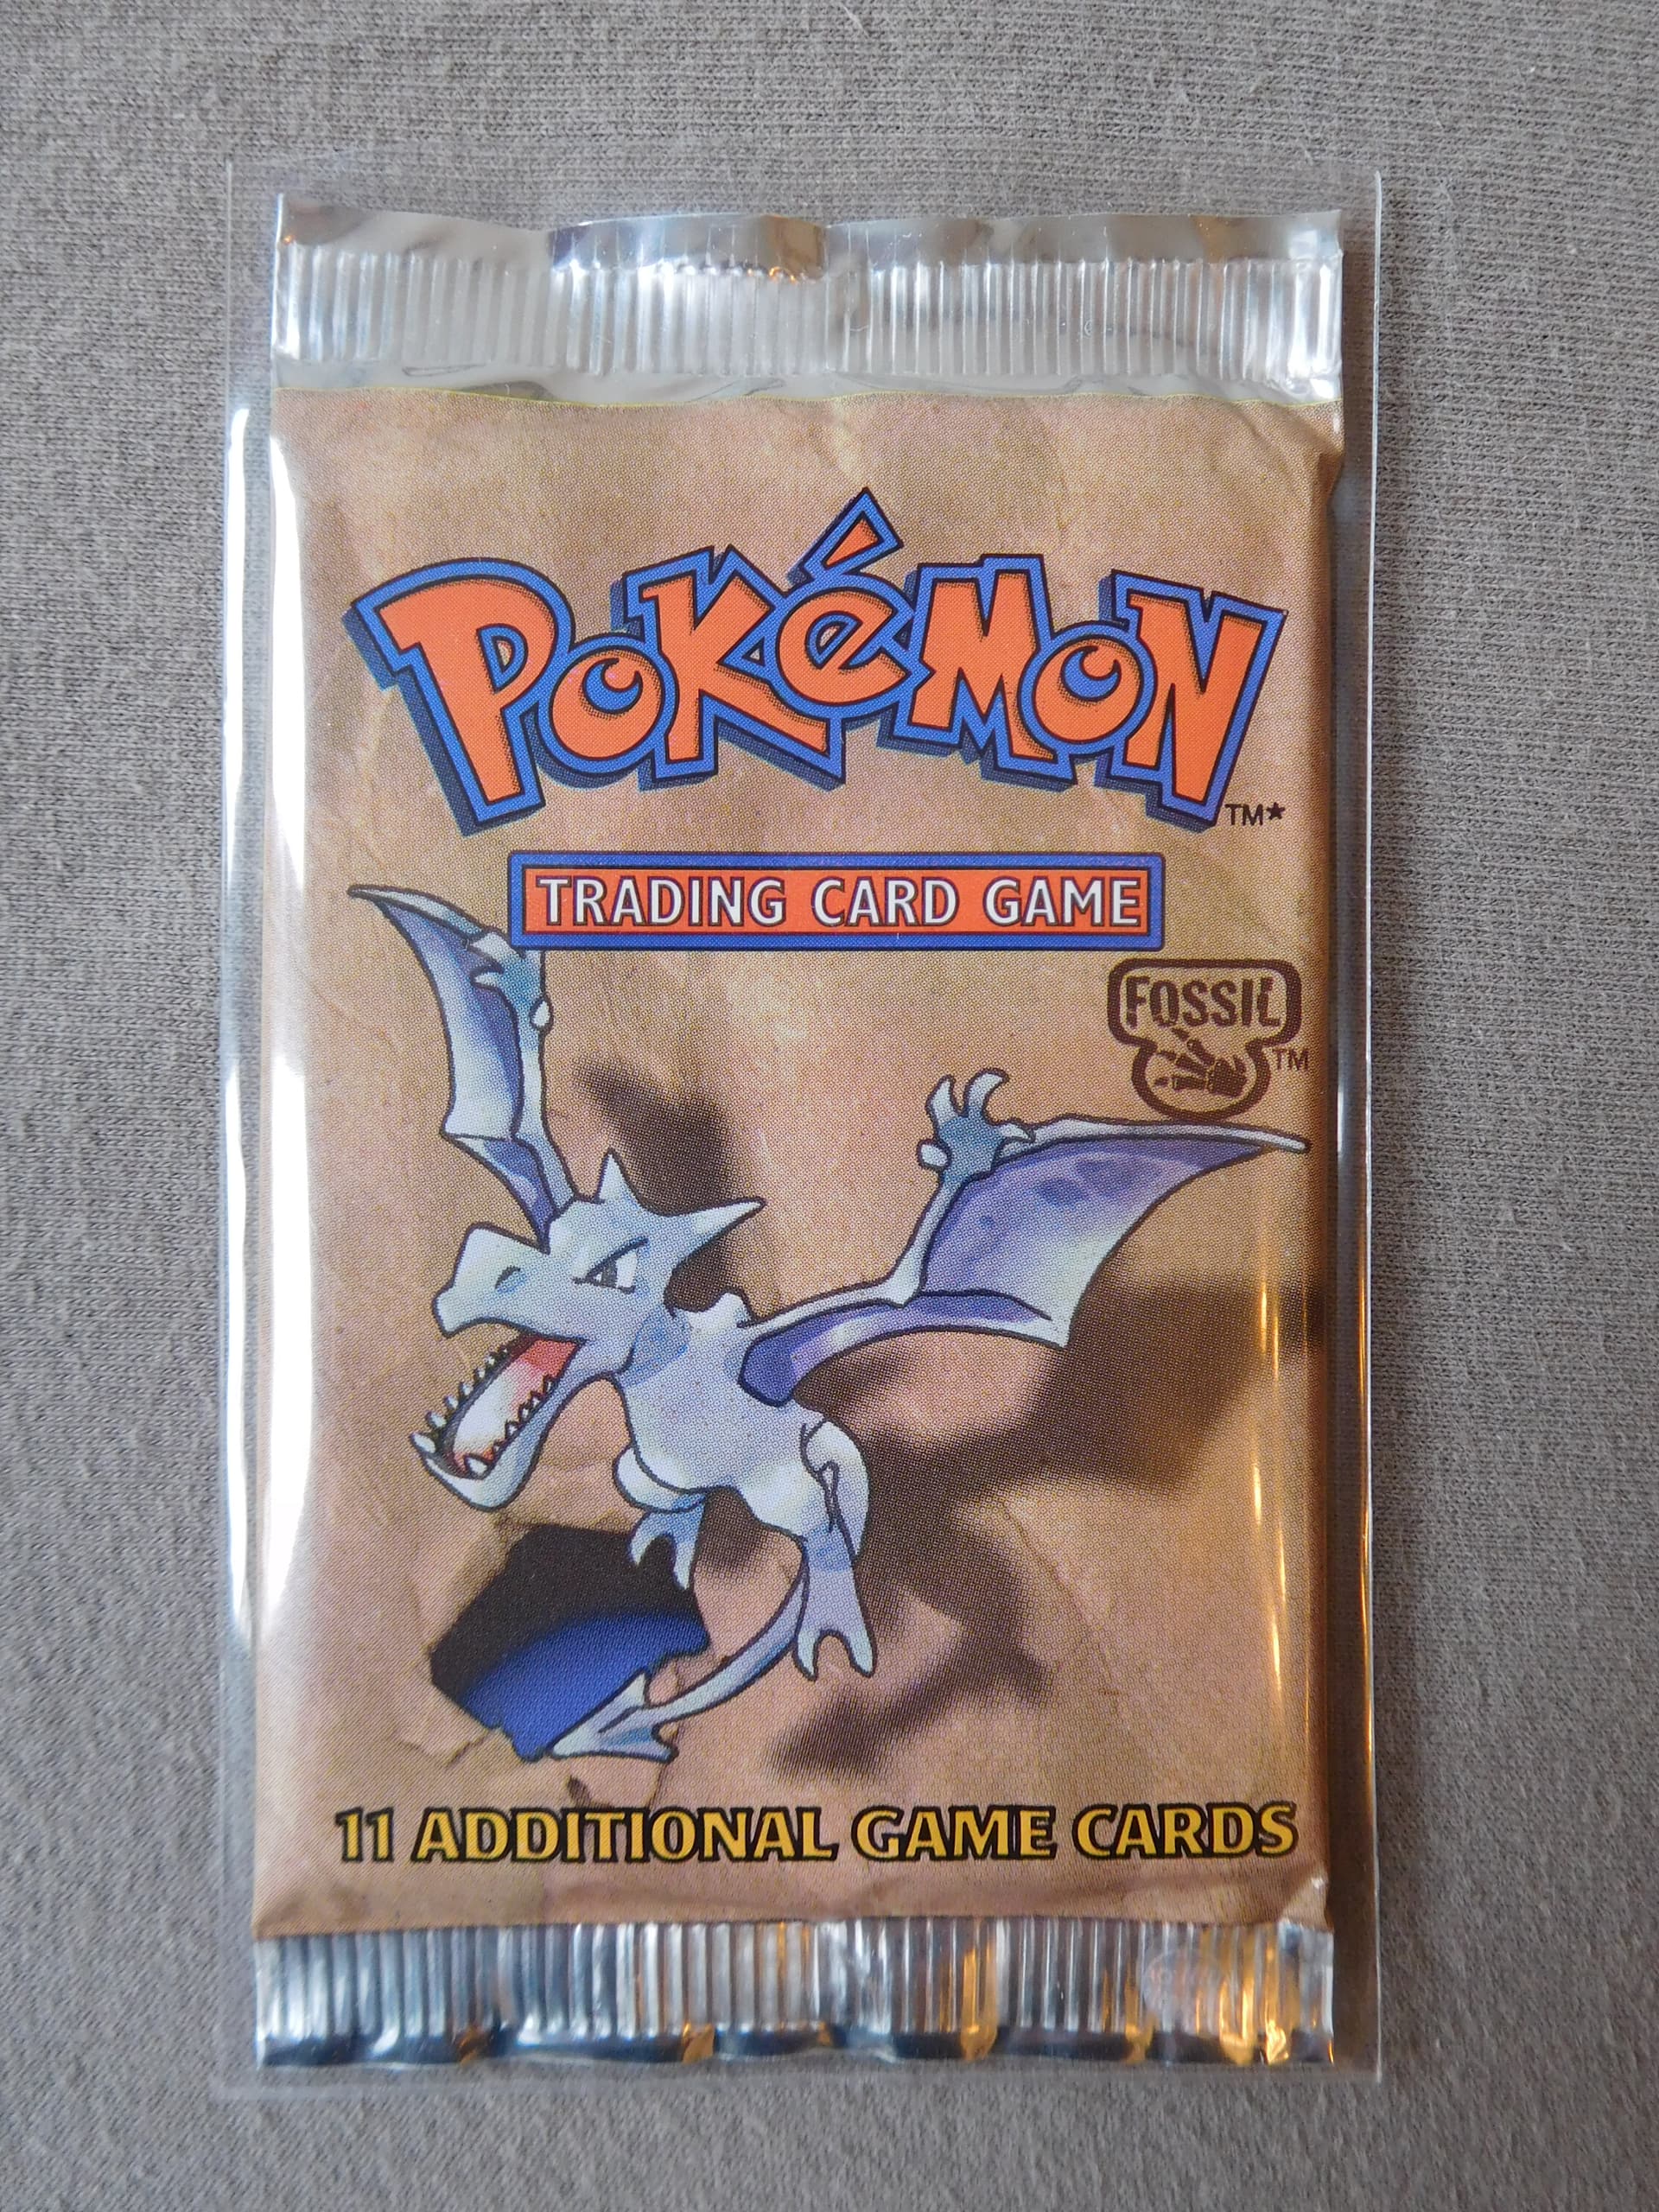 POKéMON
TM*
TRADING CARD GAME
FOSSIL
TM
11 ADDITIONAL GAME CARDS